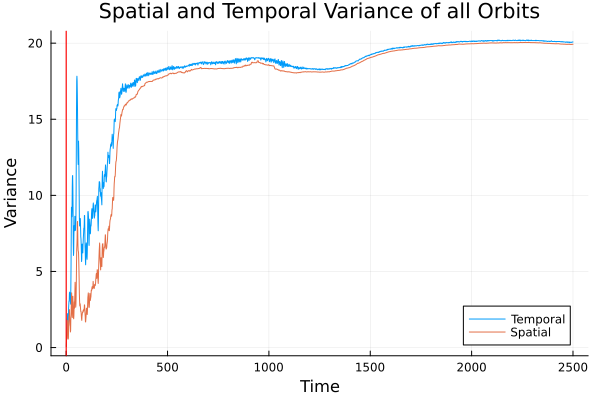 Spatial and Temporal Variance of all Orbits
Variance
20
15
10
5
0
Temporal
Spatial
0 500 1000 1500 2000 2500
Time